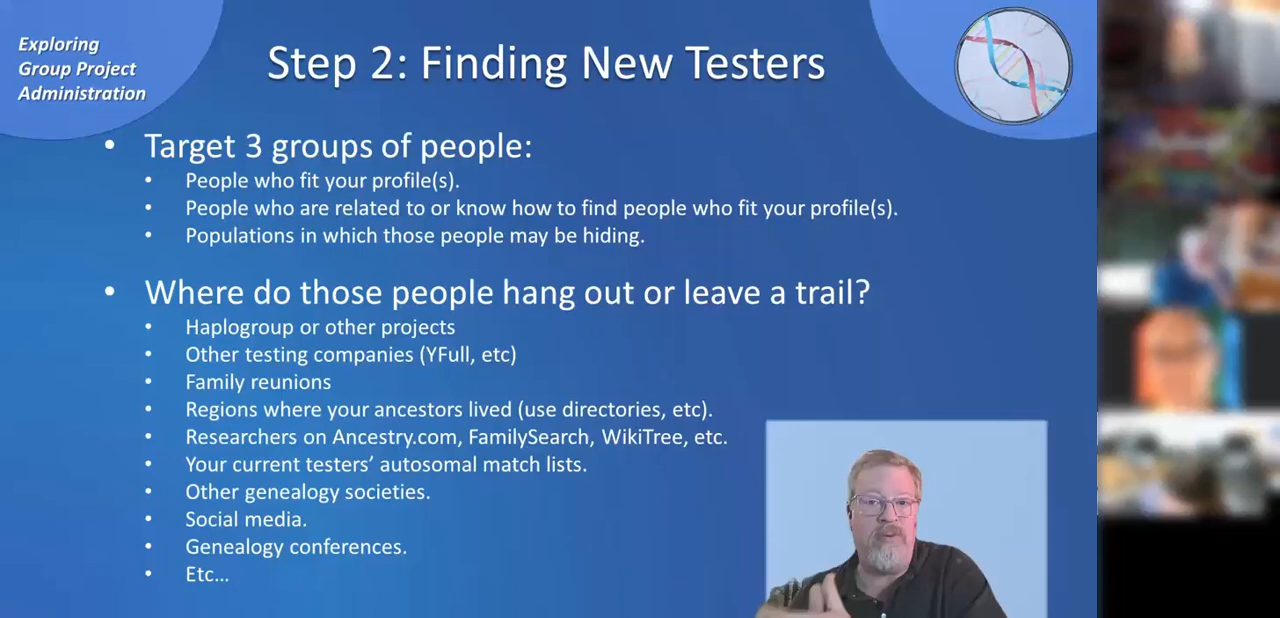 Exploring
Group Project
Administration
Step 2: Finding New Testers
• Target 3 groups of people:
• People who fit your profile(s).
• People who are related to or know how to find people who fit your profile(s).
• Populations in which those people may be hiding.
• Where do those people hang out or leave a trail?
• Haplogroup or other projects
• Other testing companies (YFull, etc)
• Family reunions
• Regions where your ancestors lived (use directories, etc).
• Researchers on Ancestry.com, FamilySearch, WikiTree, etc.
• Your current testers’ autosomal match lists.
• Other genealogy societies.
• Social media.
• Genealogy conferences.
• Etc…